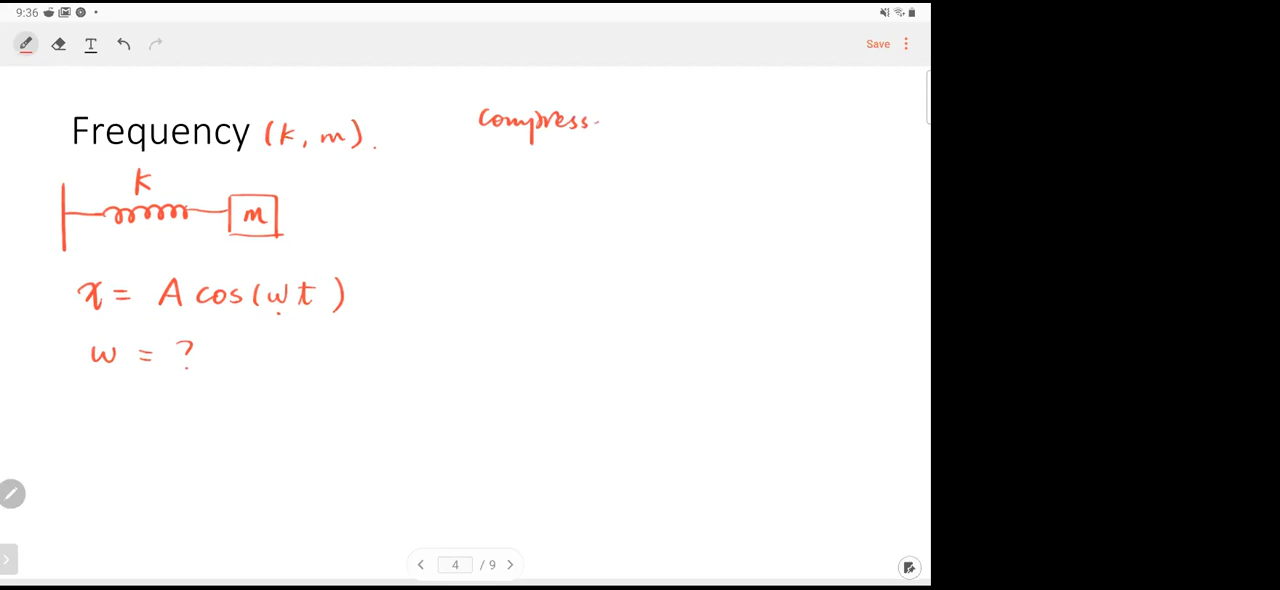 9:36
Save
Frequency (k, m).
compress.
k
m
x = A cos(ωt)
ω = ?
4 / 9